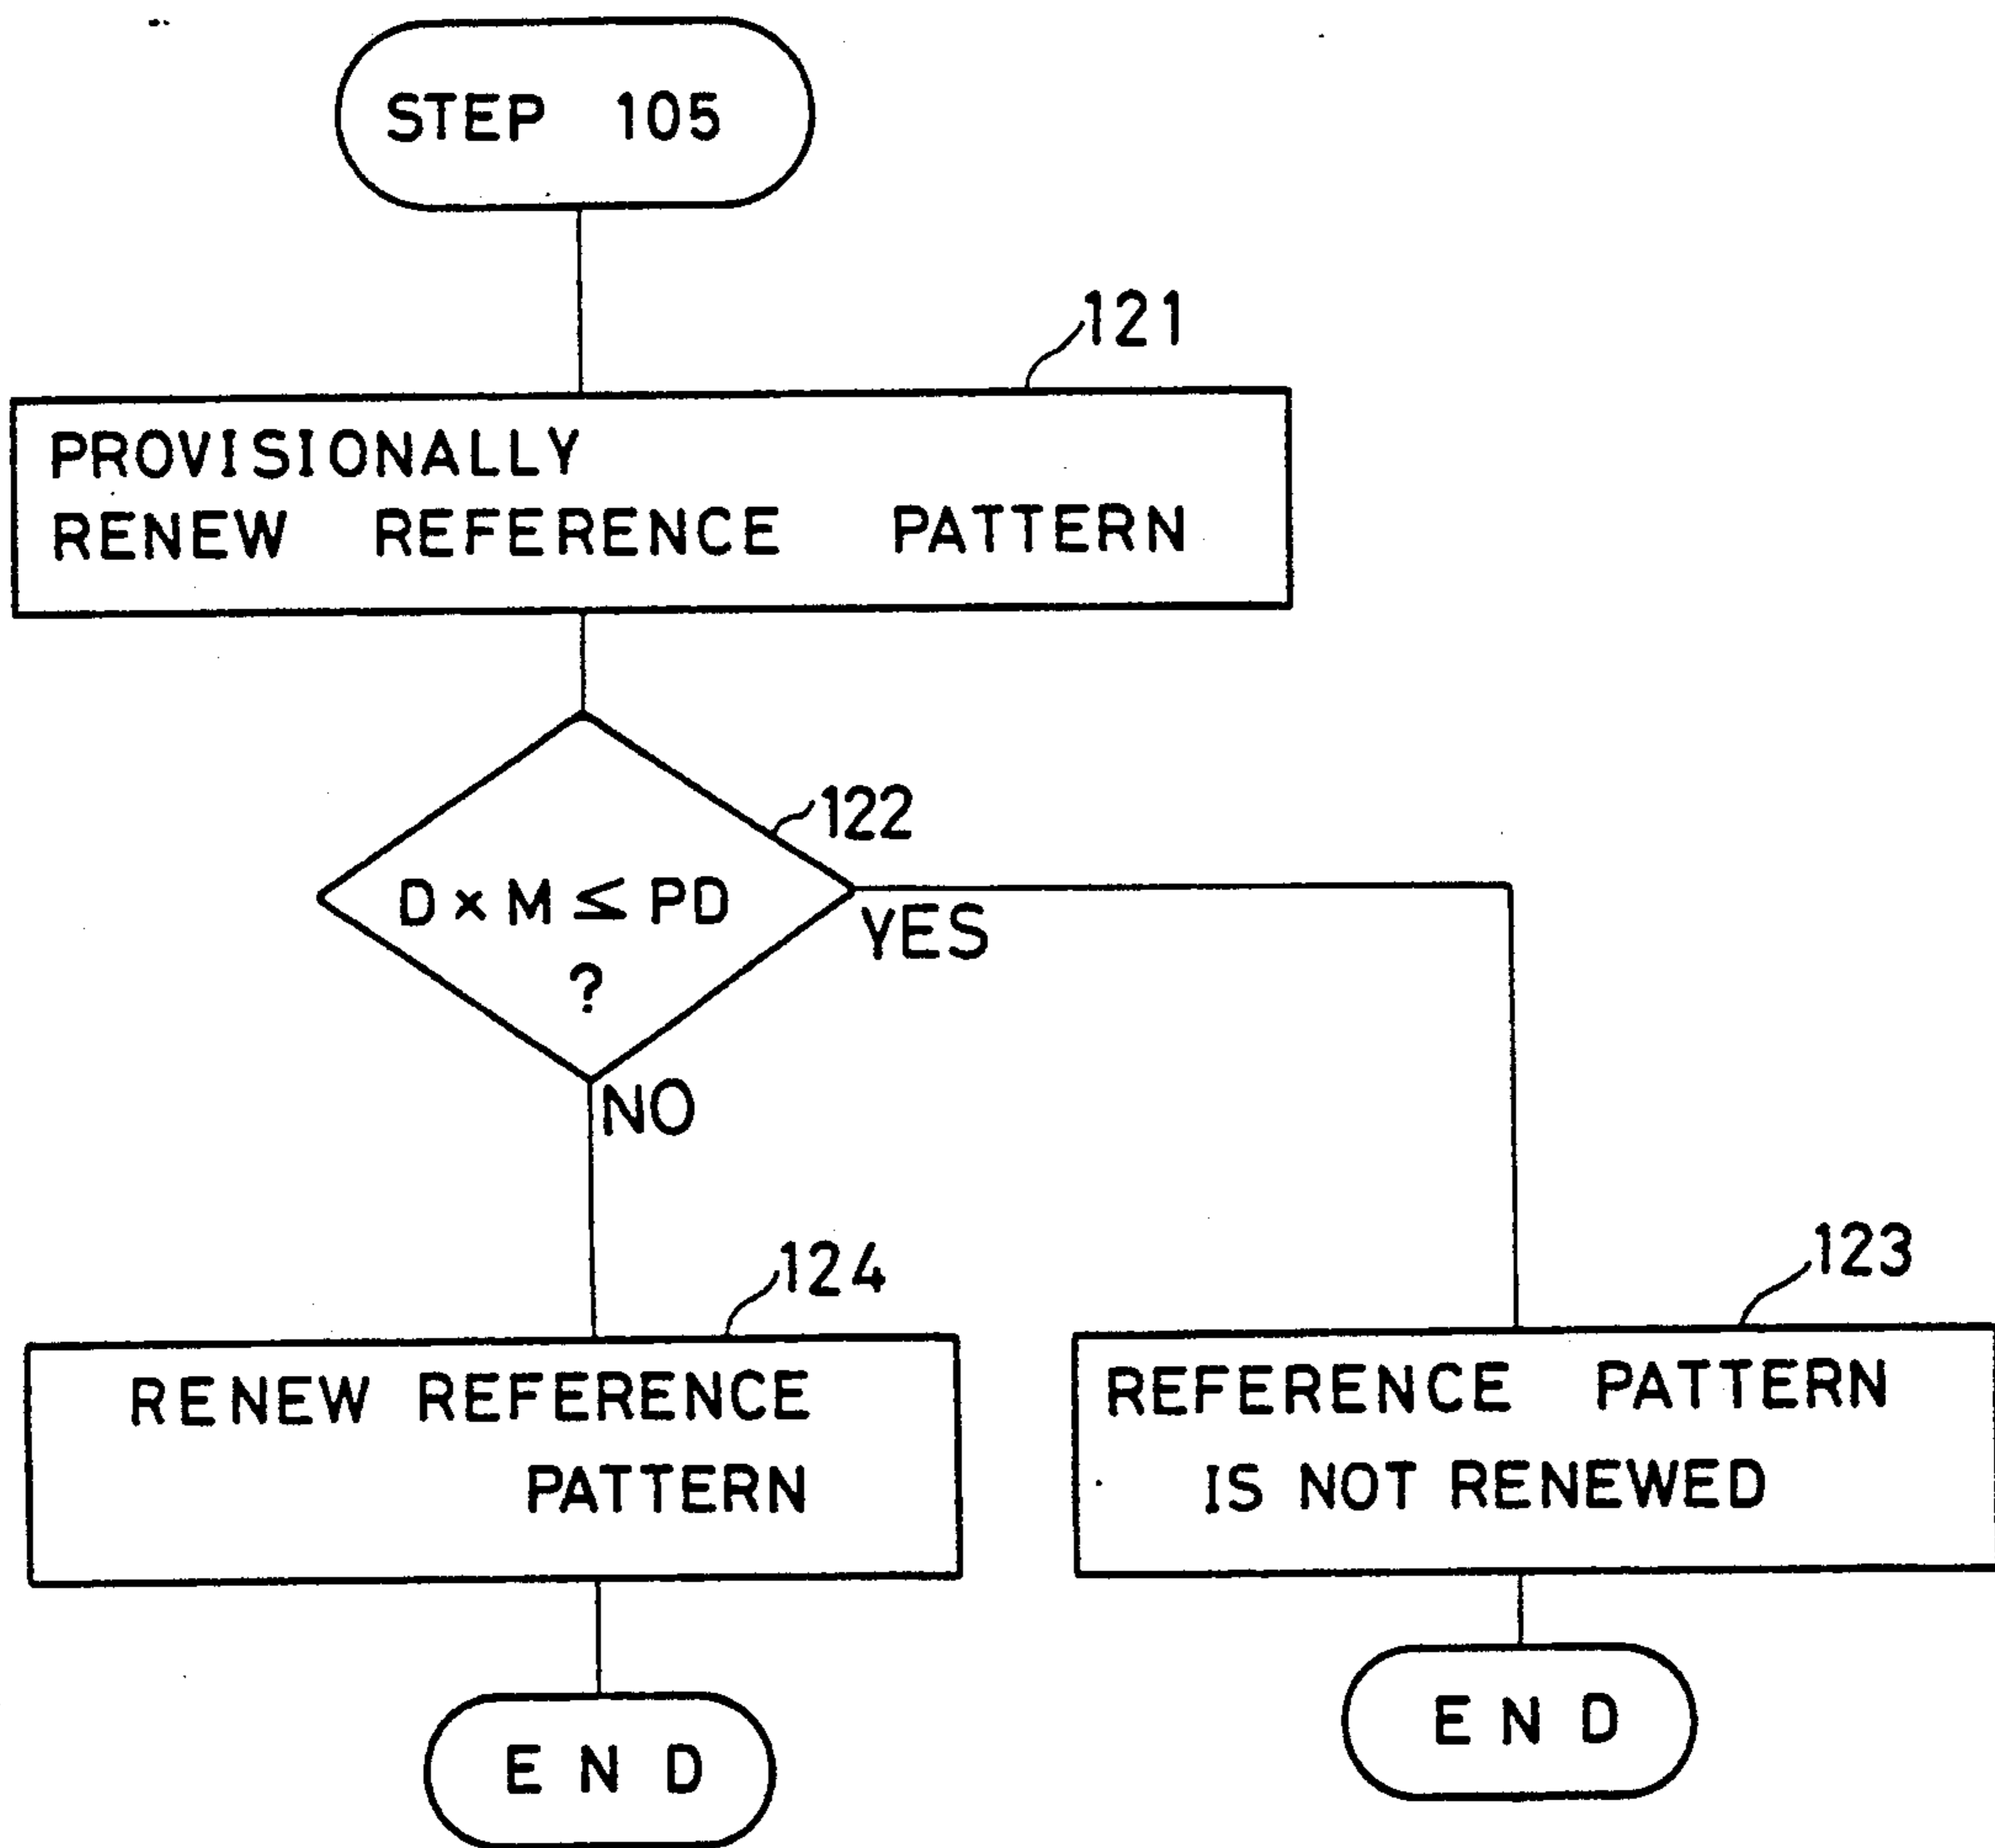 STEP 105
121
PROVISIONALLY
RENEW REFERENCE PATTERN
122
D × M ≤ PD
?
YES
NO
124
123
RENEW REFERENCE
PATTERN
REFERENCE PATTERN
IS NOT RENEWED
END
END